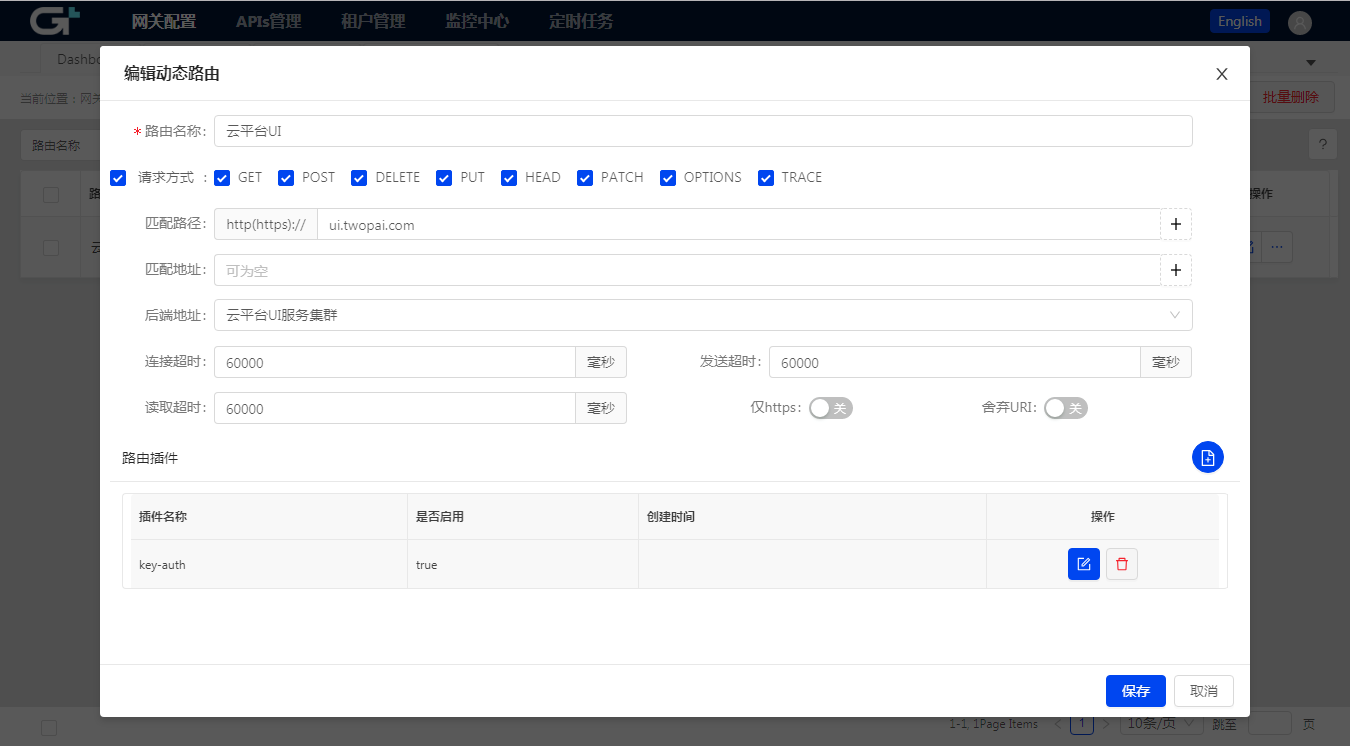 G+ 网关配置 APIs管理 租户管理 监控中心 定时任务 English
Dashbo
编辑动态路由
当前位置：网关
批量删除
* 路由名称： 云平台UI
路由名称
?
请求方式 ： GET POST DELETE PUT HEAD PATCH OPTIONS TRACE
路
操作
匹配路径： http(https):// ui.twopai.com +
云
...
匹配地址： 可为空 +
后端地址： 云平台UI服务集群
连接超时： 60000 毫秒 发送超时： 60000 毫秒
读取超时： 60000 毫秒 仅https： 关 舍弃URI： 关
路由插件
插件名称 是否启用 创建时间 操作
key-auth true
保存 取消
1-1, 1Page Items < 1 > 10条/页 跳至 页